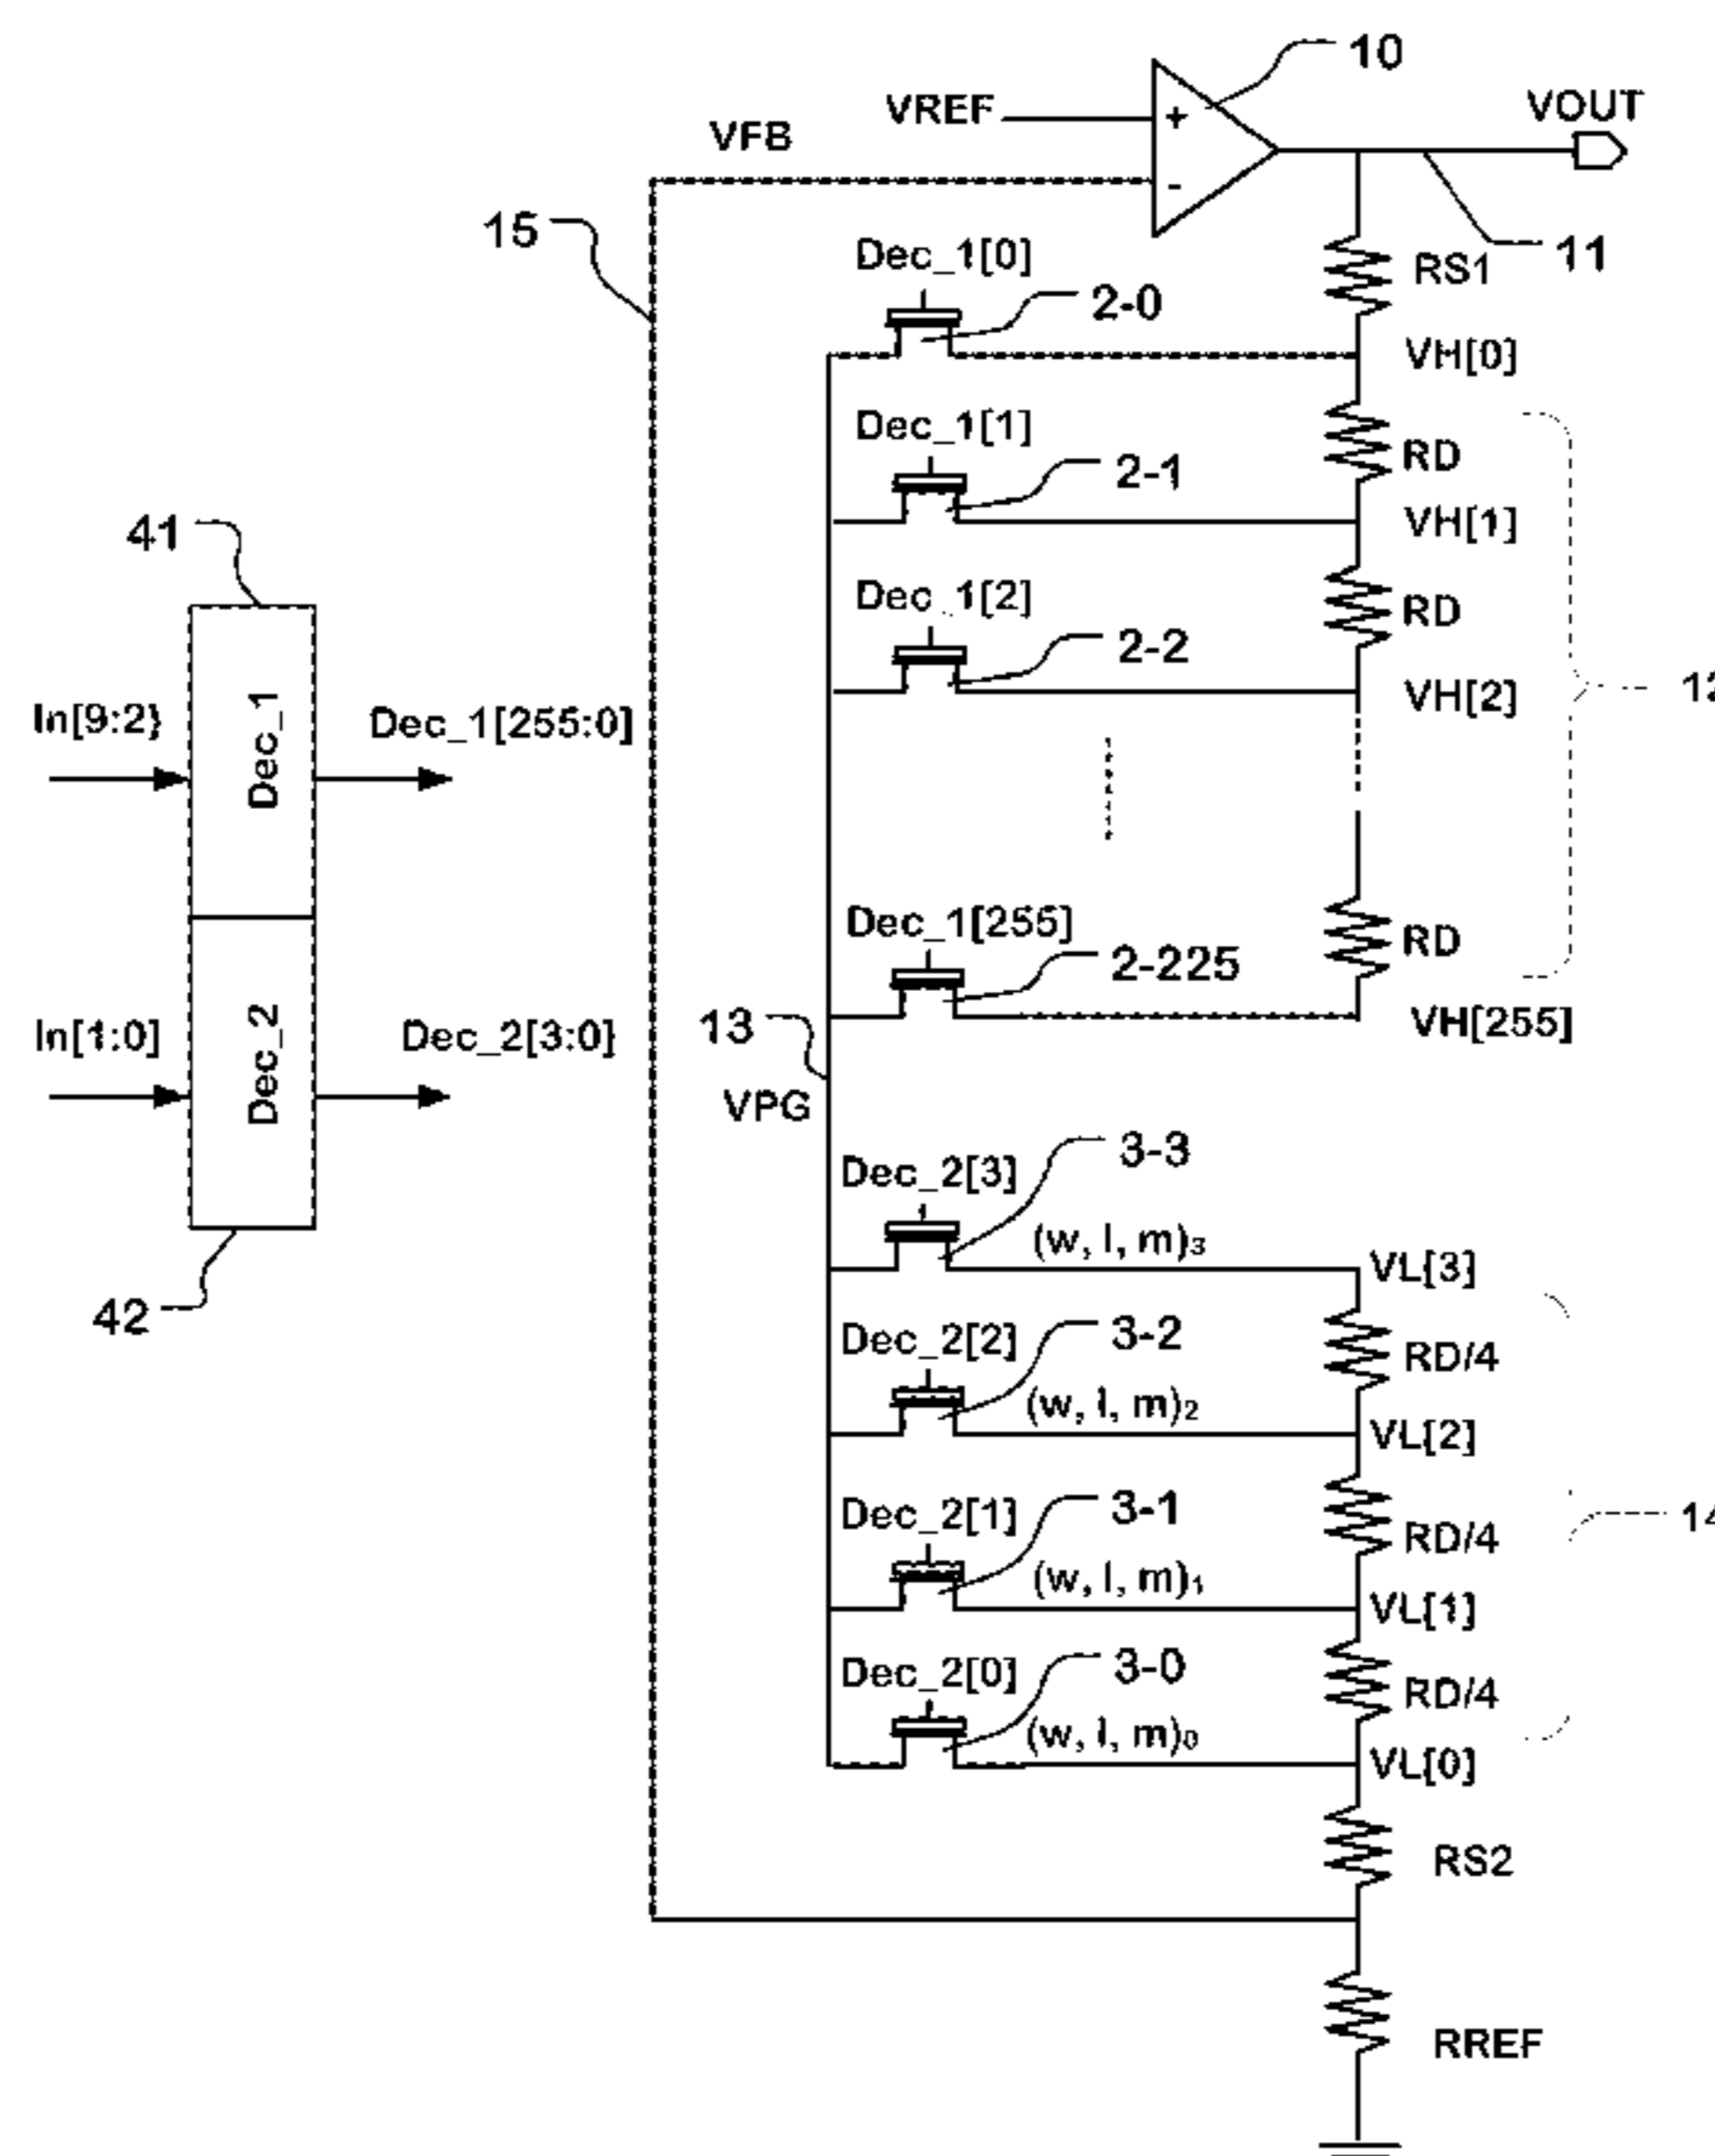 10
VREF
VOUT
VFB
+
-
15
Dec_1[0]
RS1
11
2-0
VH[0]
Dec_1[1]
2-1
RD
VH[1]
41
Dec_1[2]
2-2
RD
VH[2]
12
In[9:2}
Dec_1
Dec_1[255:0]
Dec_1[255]
2-225
RD
VH[255]
In[1:0]
Dec_2
Dec_2[3:0}
13
VPG
Dec_2[3]
3-3
(w, l, m)₃
VL[3]
42
Dec_2[2]
3-2
(w, l, m)₂
RD/4
VL[2]
Dec_2[1]
3-1
(w, l, m)₁
RD/4
14
VL[1]
Dec_2[0]
3-0
(w, l, m)₀
RD/4
VL[0]
RS2
RREF